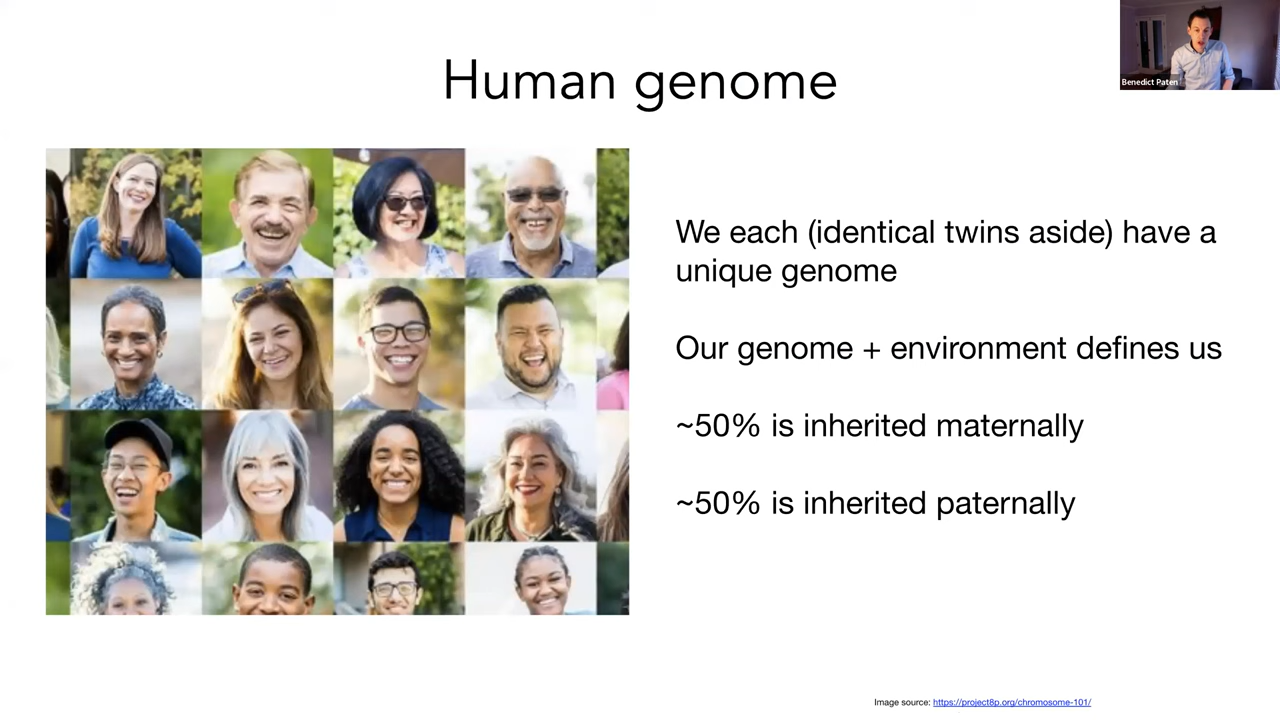 Benedict Paten
Human genome
We each (identical twins aside) have a
unique genome
Our genome + environment defines us
~50% is inherited maternally
~50% is inherited paternally
Image source: https://project8p.org/chromosome-101/